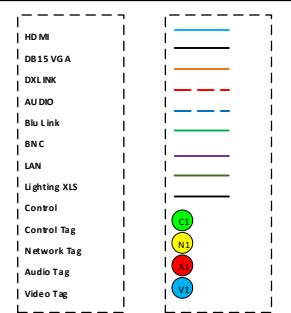 HDMI
DB15 VGA
DXLINK
AUDIO
Blu Link
BNC
LAN
Lighting XLS
Control
Control Tag
C1
Network Tag
N1
Audio Tag
A1
Video Tag
V1